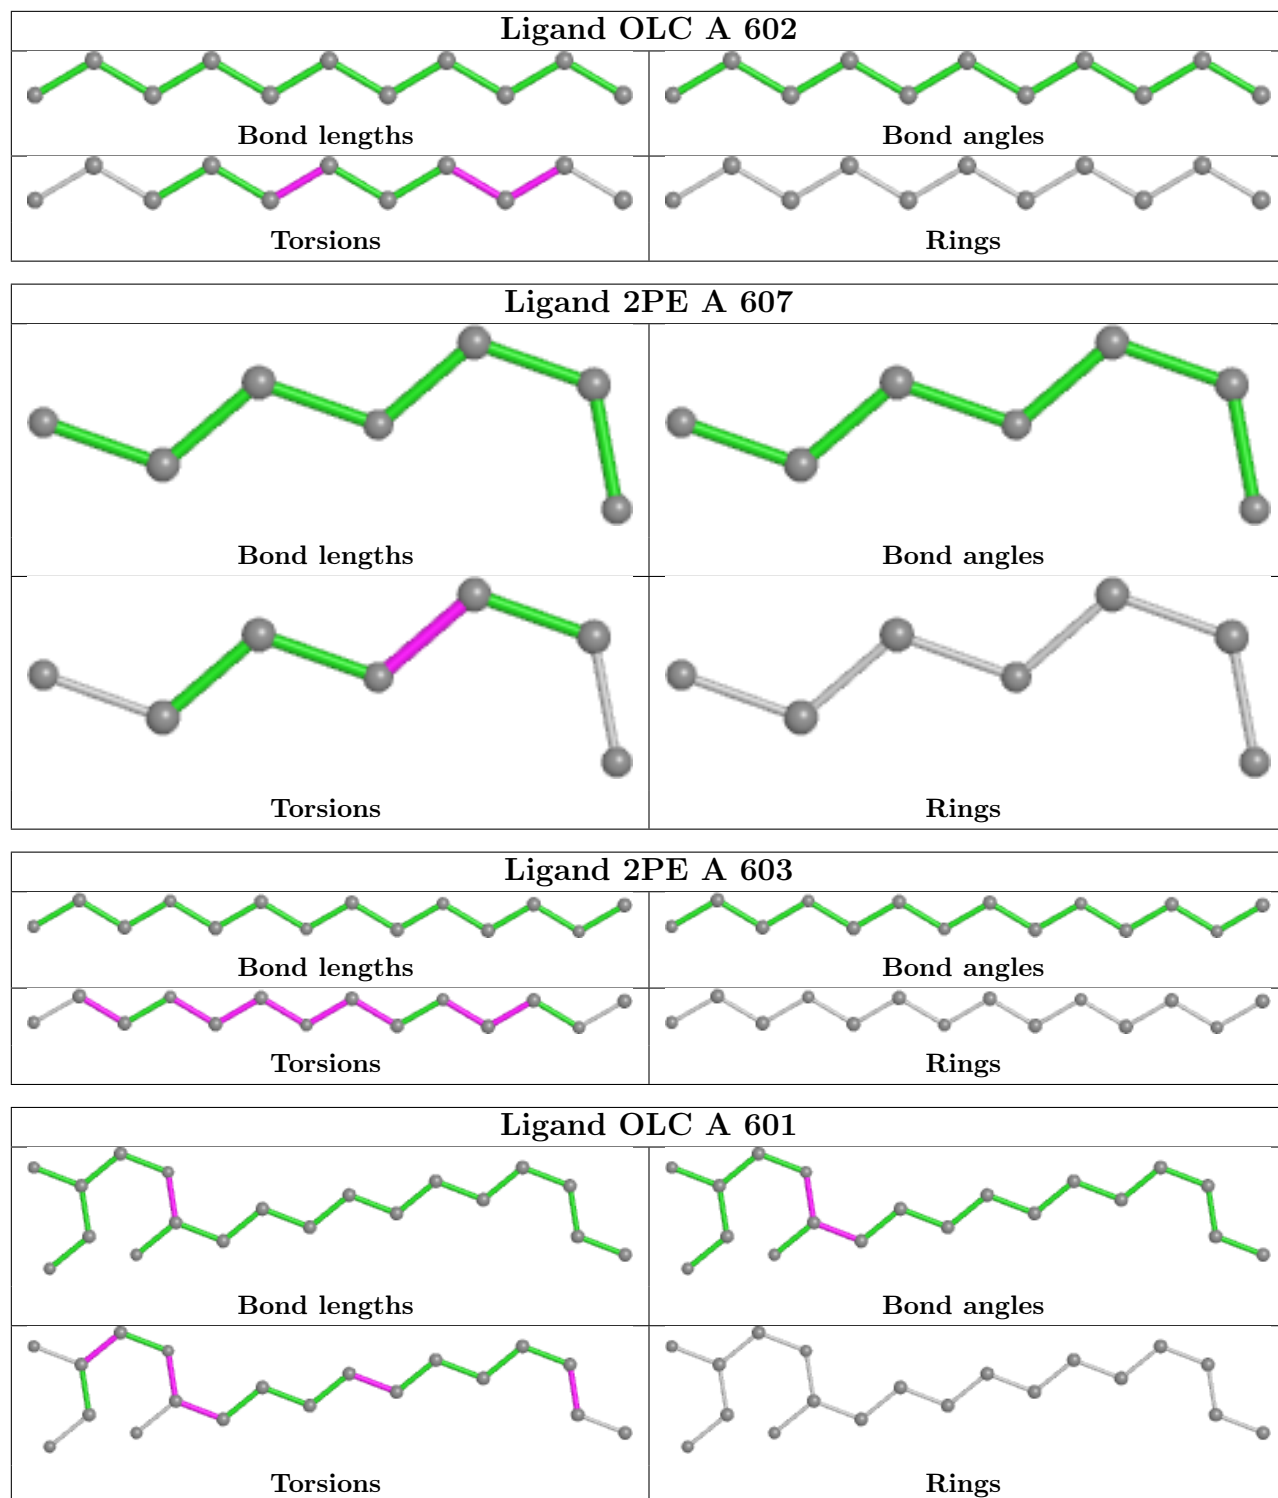 Ligand OLC A 602
Bond lengths
Bond angles
Torsions
Rings
Ligand 2PE A 607
Bond lengths
Bond angles
Torsions
Rings
Ligand 2PE A 603
Bond lengths
Bond angles
Torsions
Rings
Ligand OLC A 601
Bond lengths
Bond angles
Torsions
Rings